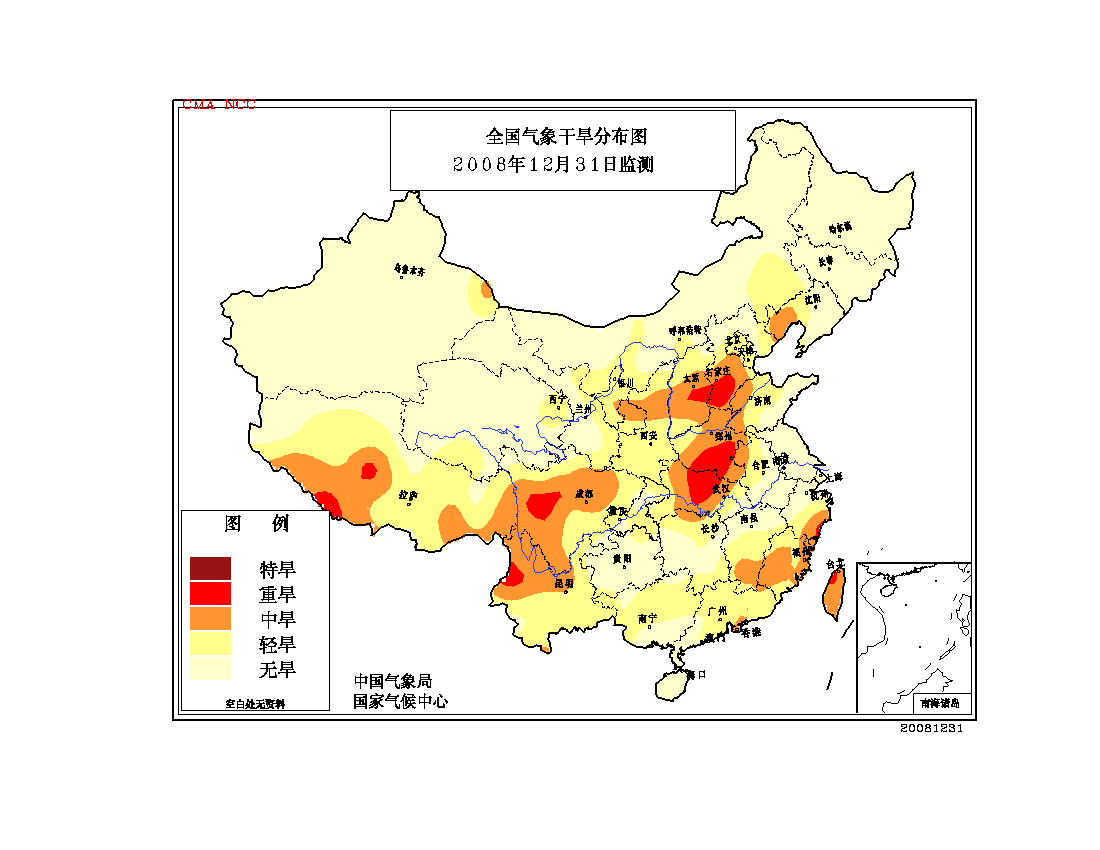 CMA NCC
全国气象干旱分布图
2008年12月31日监测
哈尔滨
乌鲁木齐
长春
沈阳
呼和浩特
北京
天津
银川
太原
石家庄
西宁
济南
兰州
西安
郑州
合肥
南京
上海
拉萨
成都
武汉
杭州
重庆
南昌
长沙
贵阳
福州
台北
昆明
南宁
广州
澳门
香港
海口
图 例
特旱
重旱
中旱
轻旱
无旱
空白处无资料
中国气象局
国家气候中心
南海诸岛
20081231